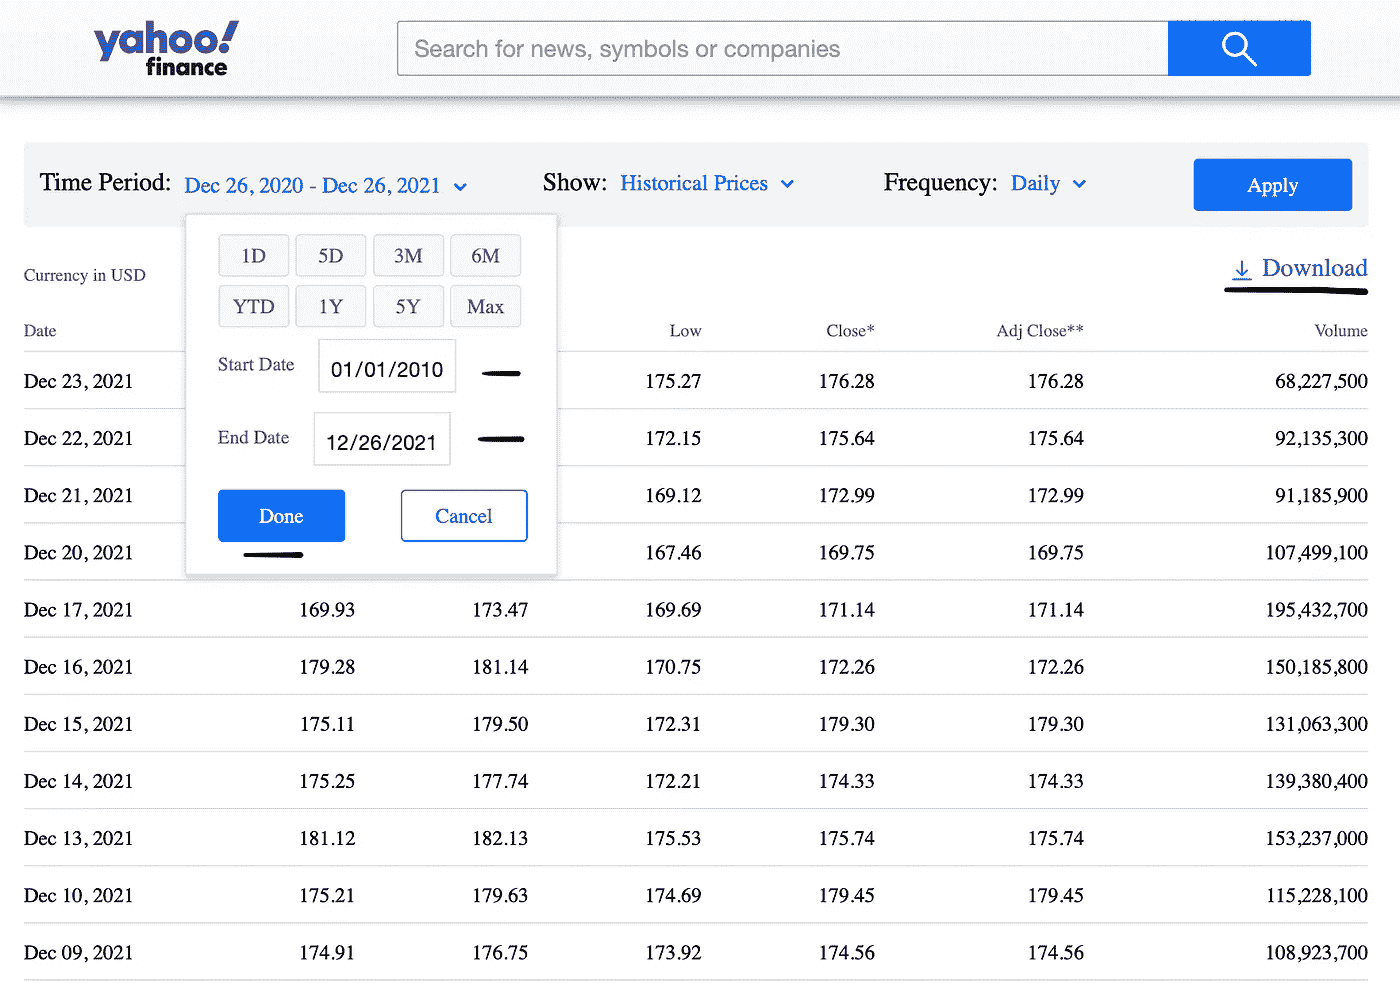 yahoo!
finance
Search for news, symbols or companies
Time Period: Dec 26, 2020 - Dec 26, 2021 Show: Historical Prices Frequency: Daily Apply
1D 5D 3M 6M
YTD 1Y 5Y Max
Start Date 01/01/2010
End Date 12/26/2021
Done Cancel
Currency in USD Download
Date Low Close* Adj Close** Volume
Dec 23, 2021 175.27 176.28 176.28 68,227,500
Dec 22, 2021 172.15 175.64 175.64 92,135,300
Dec 21, 2021 169.12 172.99 172.99 91,185,900
Dec 20, 2021 167.46 169.75 169.75 107,499,100
Dec 17, 2021 169.93 173.47 169.69 171.14 171.14 195,432,700
Dec 16, 2021 179.28 181.14 170.75 172.26 172.26 150,185,800
Dec 15, 2021 175.11 179.50 172.31 179.30 179.30 131,063,300
Dec 14, 2021 175.25 177.74 172.21 174.33 174.33 139,380,400
Dec 13, 2021 181.12 182.13 175.53 175.74 175.74 153,237,000
Dec 10, 2021 175.21 179.63 174.69 179.45 179.45 115,228,100
Dec 09, 2021 174.91 176.75 173.92 174.56 174.56 108,923,700